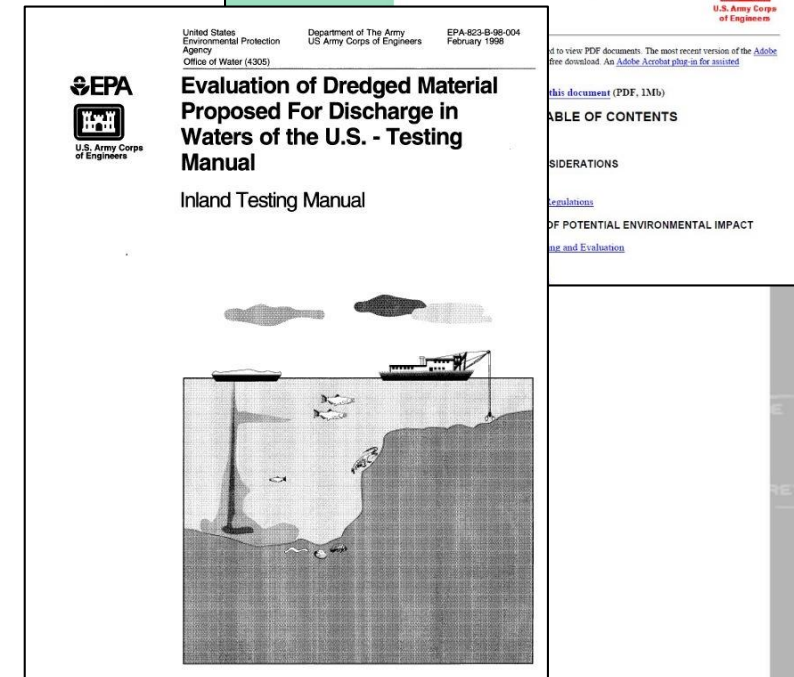 United States
Environmental Protection
Agency
Office of Water (4305)
Department of The Army
US Army Corps of Engineers
EPA-823-B-98-004
February 1998
EPA
U.S. Army Corps
of Engineers
Evaluation of Dredged Material
Proposed For Discharge in
Waters of the U.S. - Testing
Manual
Inland Testing Manual
U.S. Army Corps
of Engineers
ed to view PDF documents. The most recent version of the Adobe
free download. An Adobe Acrobat plug-in for assisted
this document (PDF, 1Mb)
ABLE OF CONTENTS
SIDERATIONS
Regulations
OF POTENTIAL ENVIRONMENTAL IMPACT
ng and Evaluation